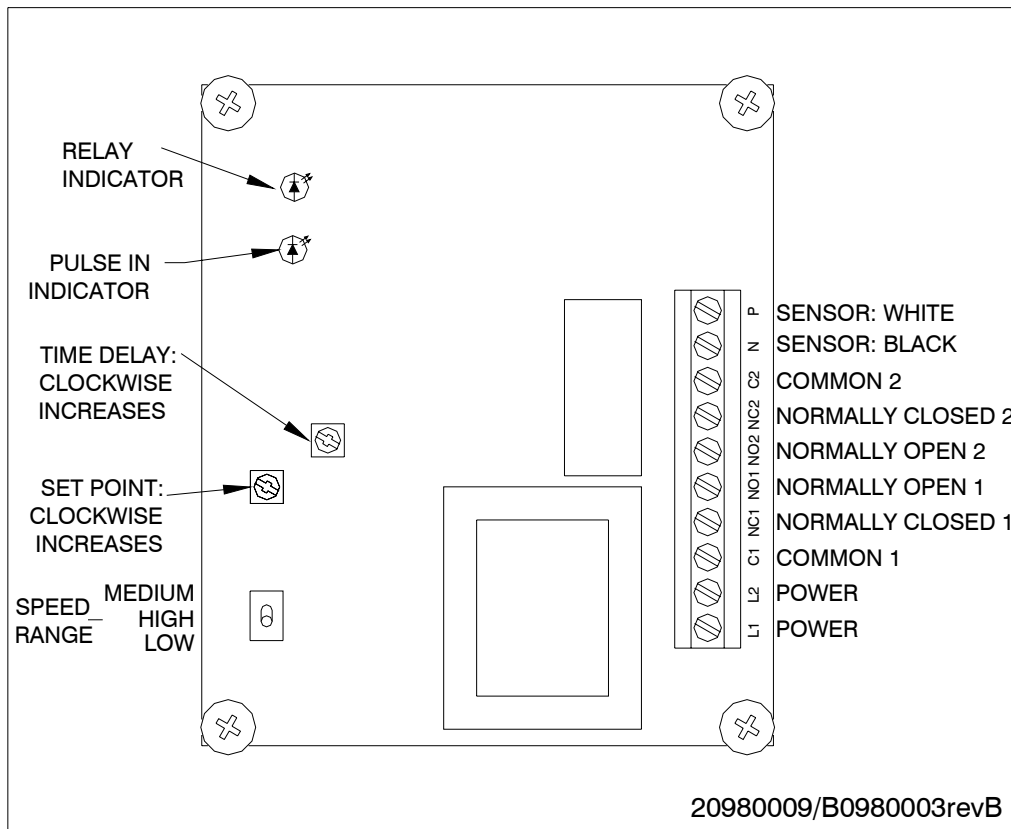 RELAY
INDICATOR
PULSE IN
INDICATOR
TIME DELAY:
CLOCKWISE
INCREASES
SET POINT:
CLOCKWISE
INCREASES
SPEED
RANGE
MEDIUM
HIGH
LOW
P SENSOR: WHITE
N SENSOR: BLACK
C2 COMMON 2
NC2 NORMALLY CLOSED 2
NO2 NORMALLY OPEN 2
NO1 NORMALLY OPEN 1
NC1 NORMALLY CLOSED 1
C1 COMMON 1
L2 POWER
L1 POWER
20980009/B0980003revB